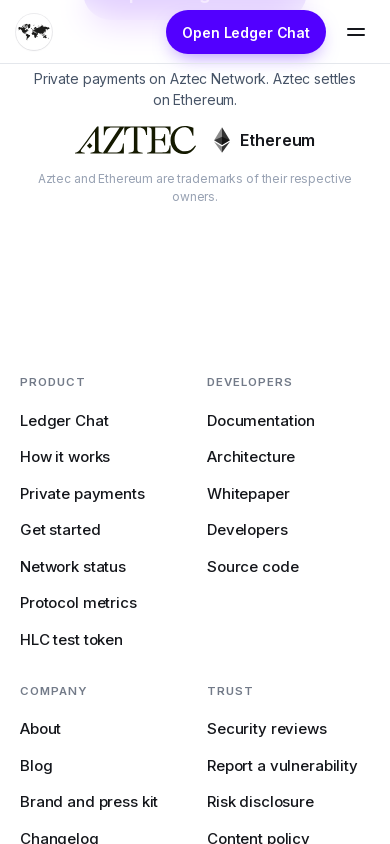 Open Ledger Chat
Private payments on Aztec Network. Aztec settles
on Ethereum.
AZTEC
Ethereum
Aztec and Ethereum are trademarks of their respective
owners.
PRODUCT
Ledger Chat
How it works
Private payments
Get started
Network status
Protocol metrics
HLC test token
DEVELOPERS
Documentation
Architecture
Whitepaper
Developers
Source code
COMPANY
About
Blog
Brand and press kit
Changelog
TRUST
Security reviews
Report a vulnerability
Risk disclosure
Content policy